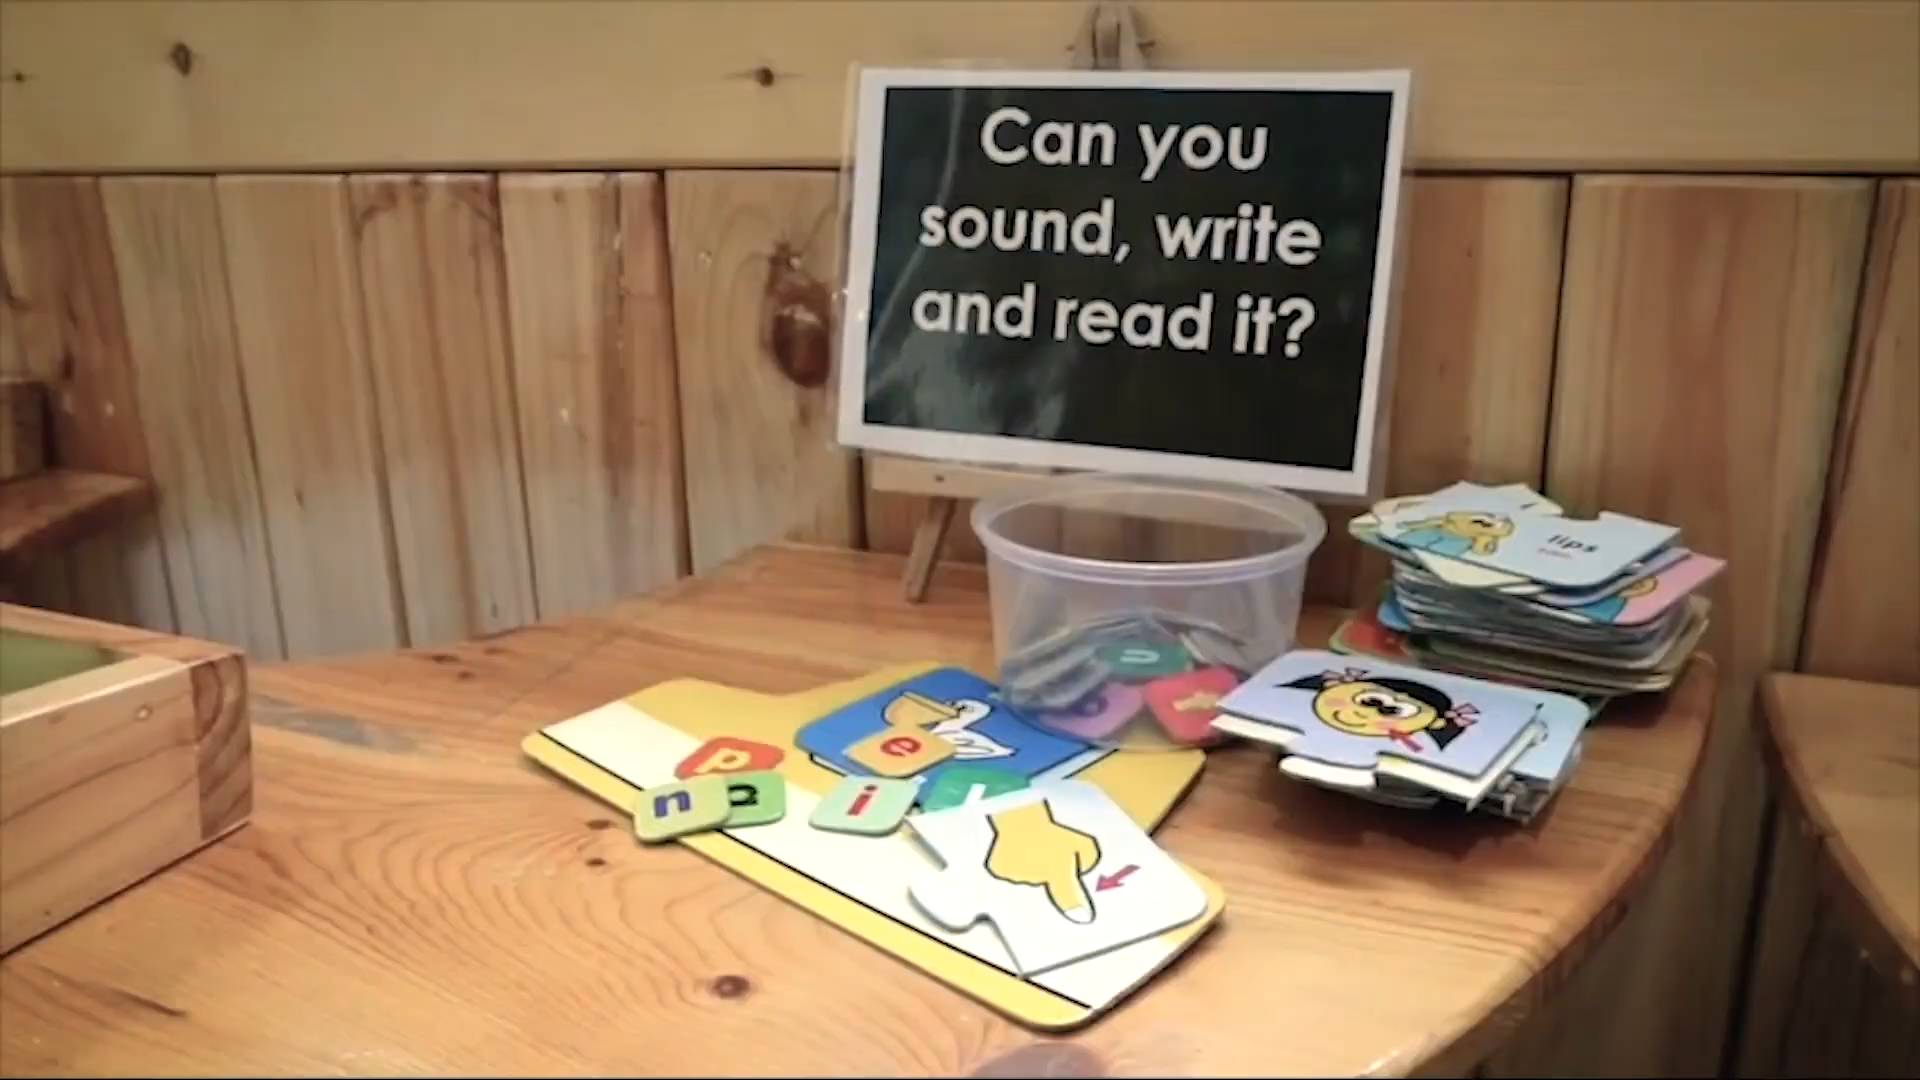 Can you
sound, write
and read it?
lips
e
p
n
i